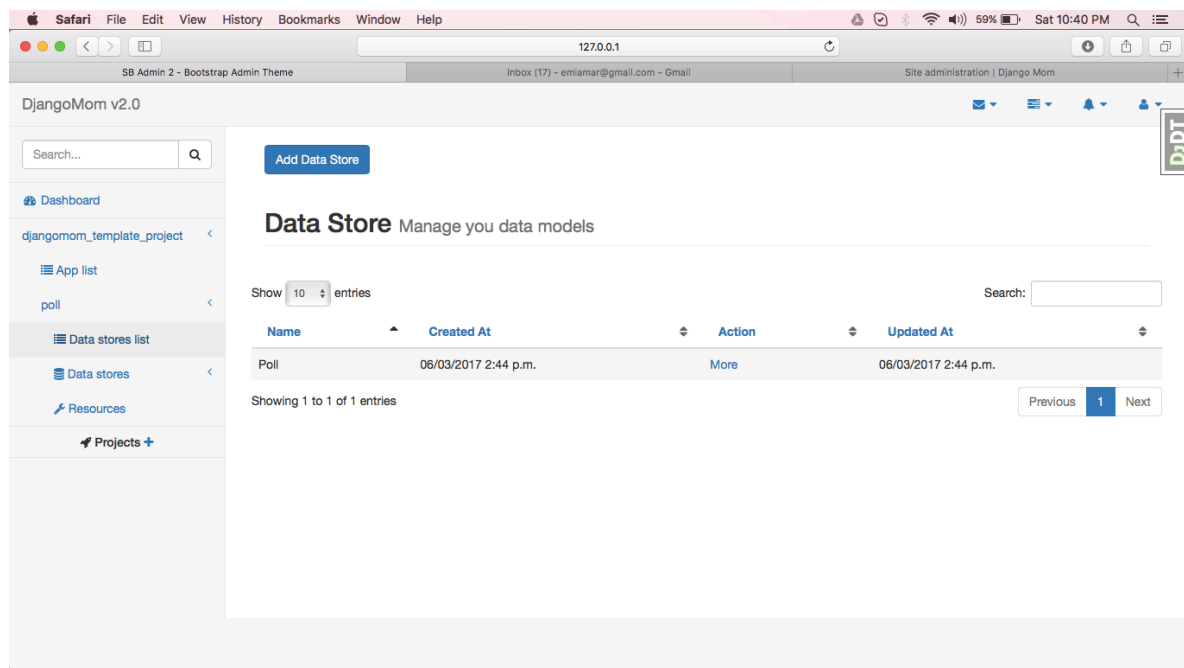 Safari File Edit View History Bookmarks Window Help 59% Sat 10:40 PM
127.0.0.1
SB Admin 2 - Bootstrap Admin Theme Inbox (17) - emiamar@gmail.com - Gmail Site administration | Django Mom +
DjangoMom v2.0
DjDT
Search...
Add Data Store
Dashboard
djangomom_template_project
Data Store Manage you data models
App list
Show 10 entries Search:
poll
Name Created At Action Updated At
Data stores list
Poll 06/03/2017 2:44 p.m. More 06/03/2017 2:44 p.m.
Data stores
Showing 1 to 1 of 1 entries Previous 1 Next
Resources
Projects +